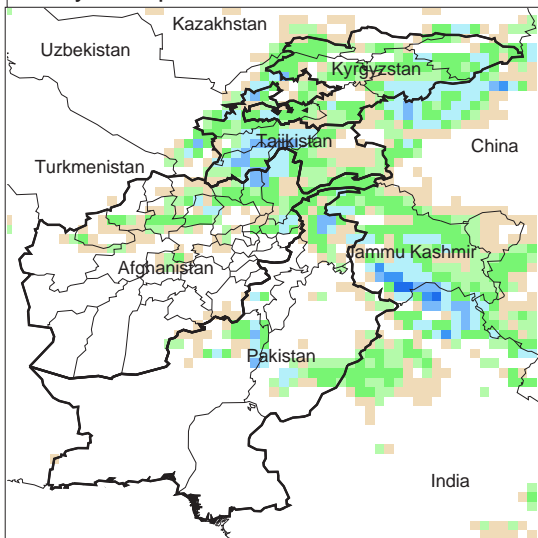 Kazakhstan
Uzbekistan
Kyrgyzstan
Tajikistan
China
Turkmenistan
Jammu Kashmir
Afghanistan
Pakistan
India